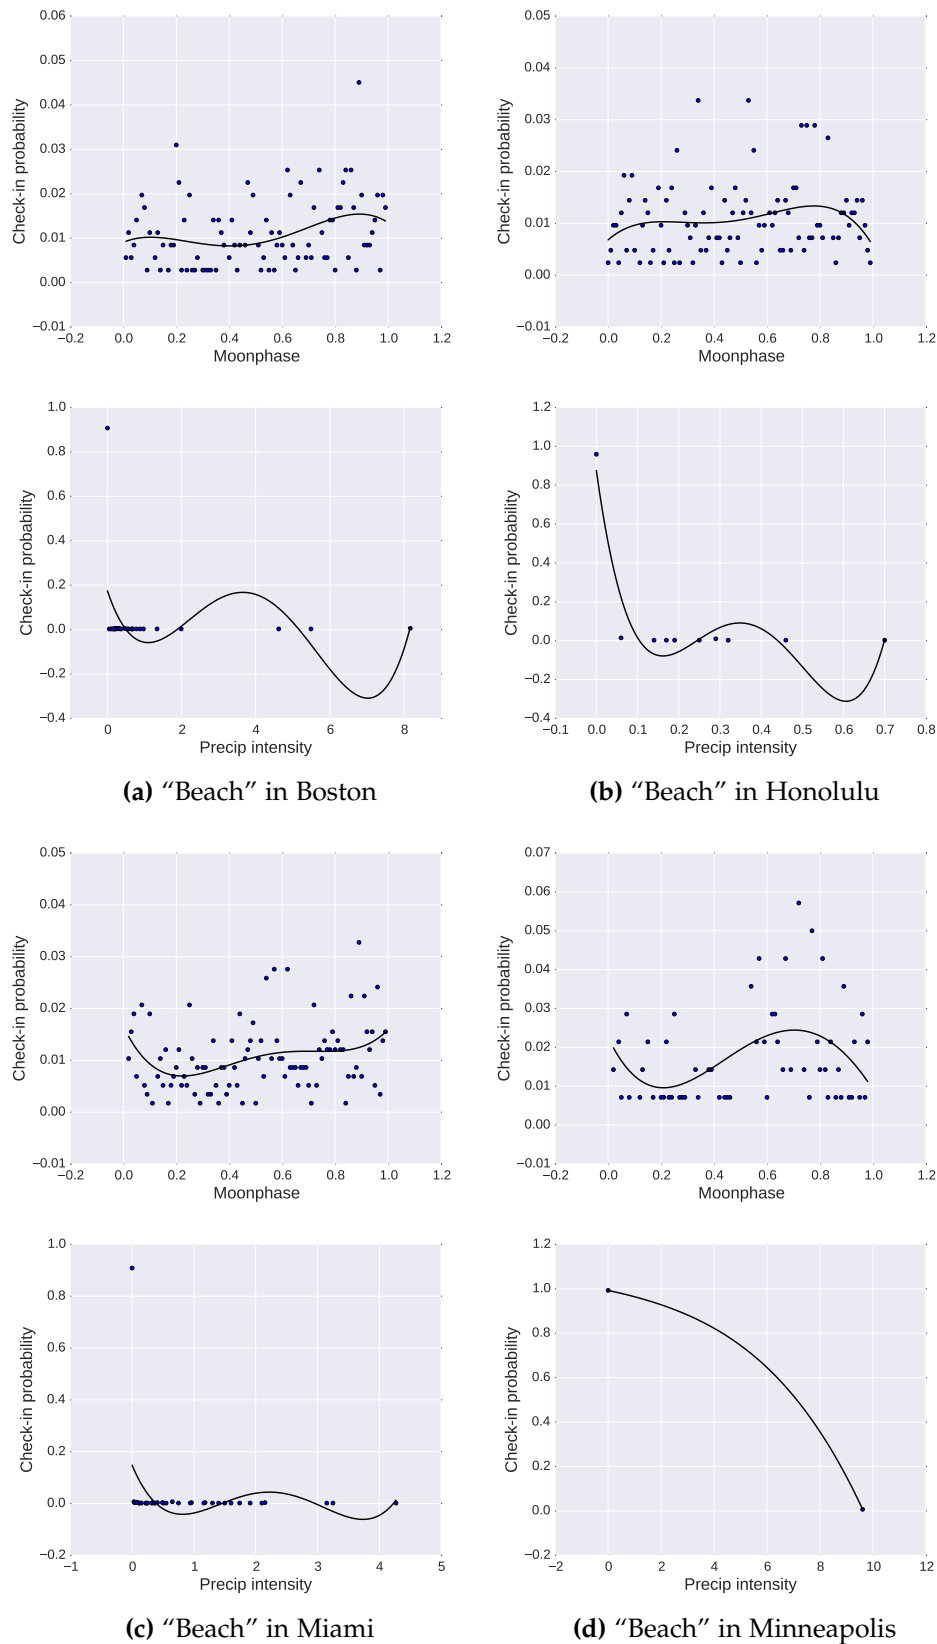 0.06
0.05
0.04
0.03
0.02
0.01
0.00
−0.01
Check-in probability
−0.2 0.0 0.2 0.4 0.6 0.8 1.0 1.2
Moonphase
0.05
0.04
0.03
0.02
0.01
0.00
−0.01
Check-in probability
−0.2 0.0 0.2 0.4 0.6 0.8 1.0 1.2
Moonphase
1.0
0.8
0.6
0.4
0.2
0.0
−0.2
−0.4
Check-in probability
0 2 4 6 8
Precip intensity
1.2
1.0
0.8
0.6
0.4
0.2
0.0
−0.2
−0.4
Check-in probability
−0.1 0.0 0.1 0.2 0.3 0.4 0.5 0.6 0.7 0.8
Precip intensity
(a) “Beach” in Boston
(b) “Beach” in Honolulu
0.05
0.04
0.03
0.02
0.01
0.00
−0.01
Check-in probability
−0.2 0.0 0.2 0.4 0.6 0.8 1.0 1.2
Moonphase
0.07
0.06
0.05
0.04
0.03
0.02
0.01
0.00
−0.01
Check-in probability
−0.2 0.0 0.2 0.4 0.6 0.8 1.0 1.2
Moonphase
1.0
0.8
0.6
0.4
0.2
0.0
−0.2
Check-in probability
−1 0 1 2 3 4 5
Precip intensity
1.2
1.0
0.8
0.6
0.4
0.2
0.0
−0.2
Check-in probability
−2 0 2 4 6 8 10 12
Precip intensity
(c) “Beach” in Miami
(d) “Beach” in Minneapolis